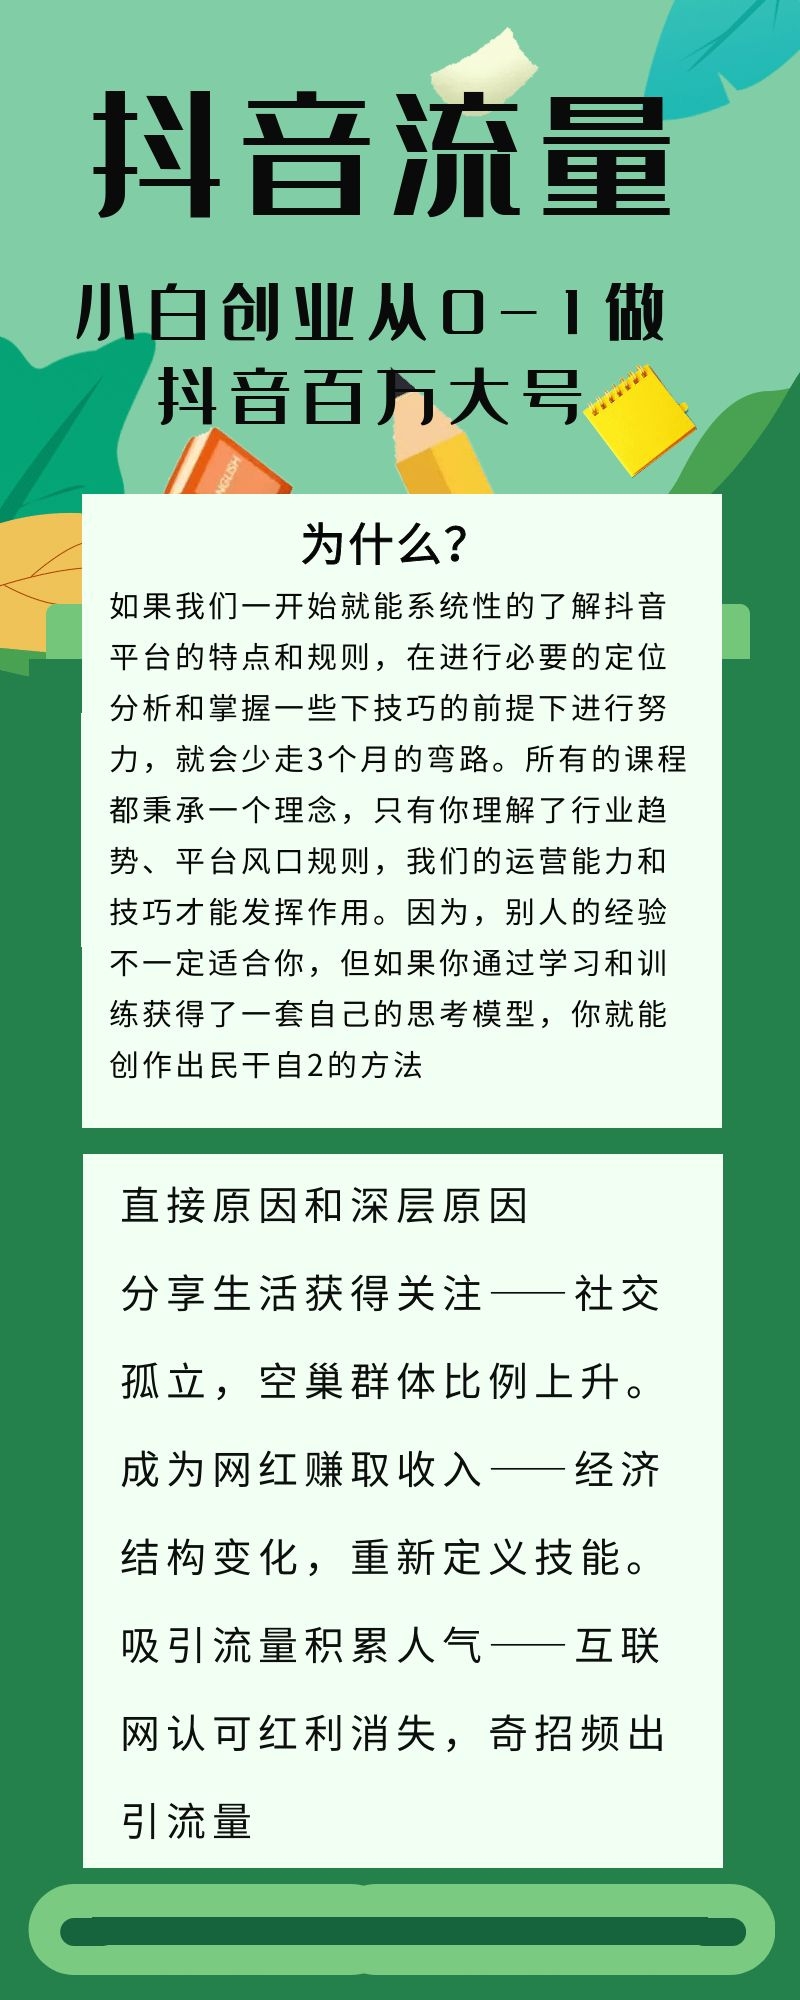 抖音流量
小白创业从0-1做
抖音百万大号
NGUSH
为什么？
如果我们一开始就能系统性的了解抖音
平台的特点和规则，在进行必要的定位
分析和掌握一些下技巧的前提下进行努
力，就会少走3个月的弯路。所有的课程
都秉承一个理念，只有你理解了行业趋
势、平台风口规则，我们的运营能力和
技巧才能发挥作用。因为，别人的经验
不一定适合你，但如果你通过学习和训
练获得了一套自己的思考模型，你就能
创作出民干自2的方法
直接原因和深层原因
分享生活获得关注——社交
孤立，空巢群体比例上升。
成为网红赚取收入——经济
结构变化，重新定义技能。
吸引流量积累人气——互联
网认可红利消失，奇招频出
引流量